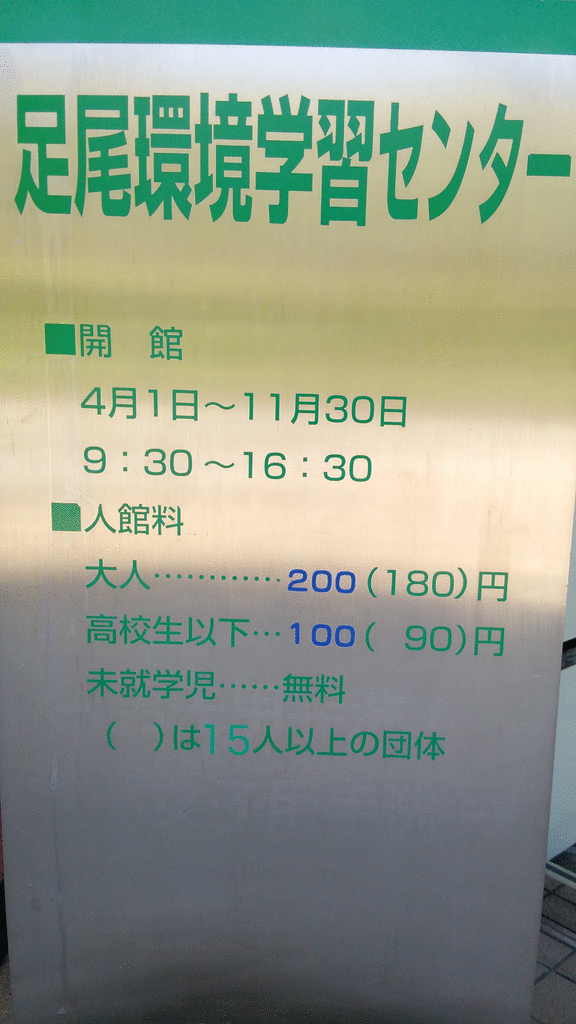 足尾環境学習センター
■開　館
4月1日～11月30日
9：30～16：30
■入館料
大人…………200(180)円
高校生以下…100(　90)円
未就学児……無料
(　)は15人以上の団体